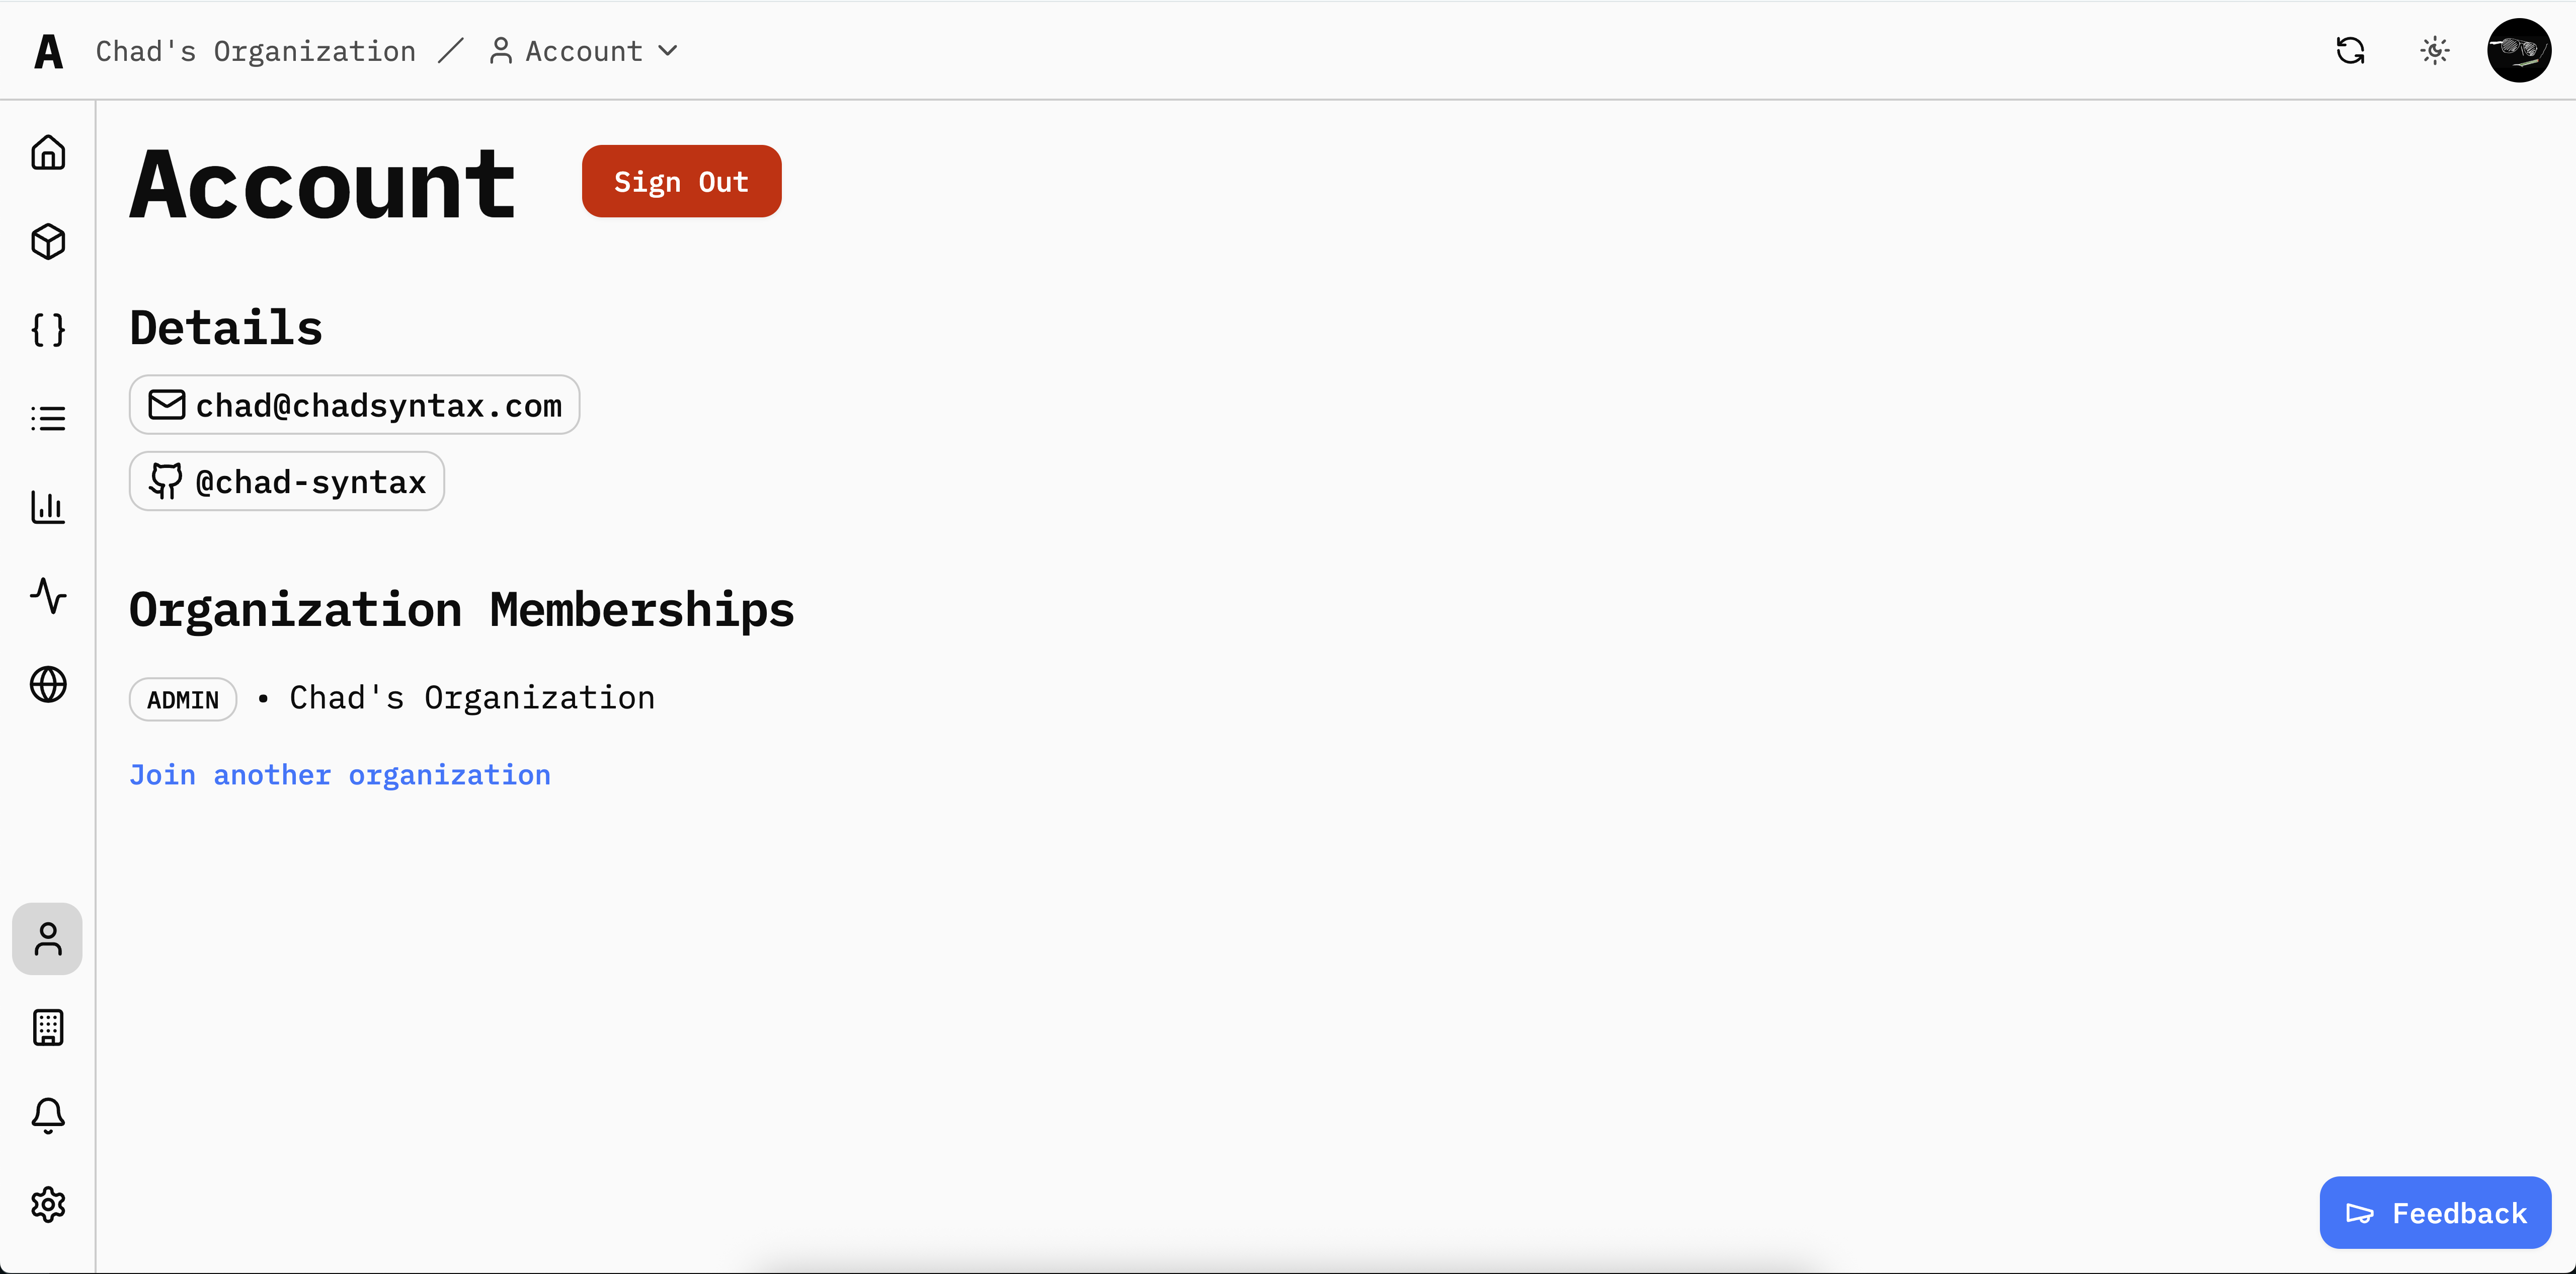 A Chad's Organization / Account
Account
Sign Out
Details
chad@chadsyntax.com
@chad-syntax
Organization Memberships
ADMIN • Chad's Organization
Join another organization
Feedback